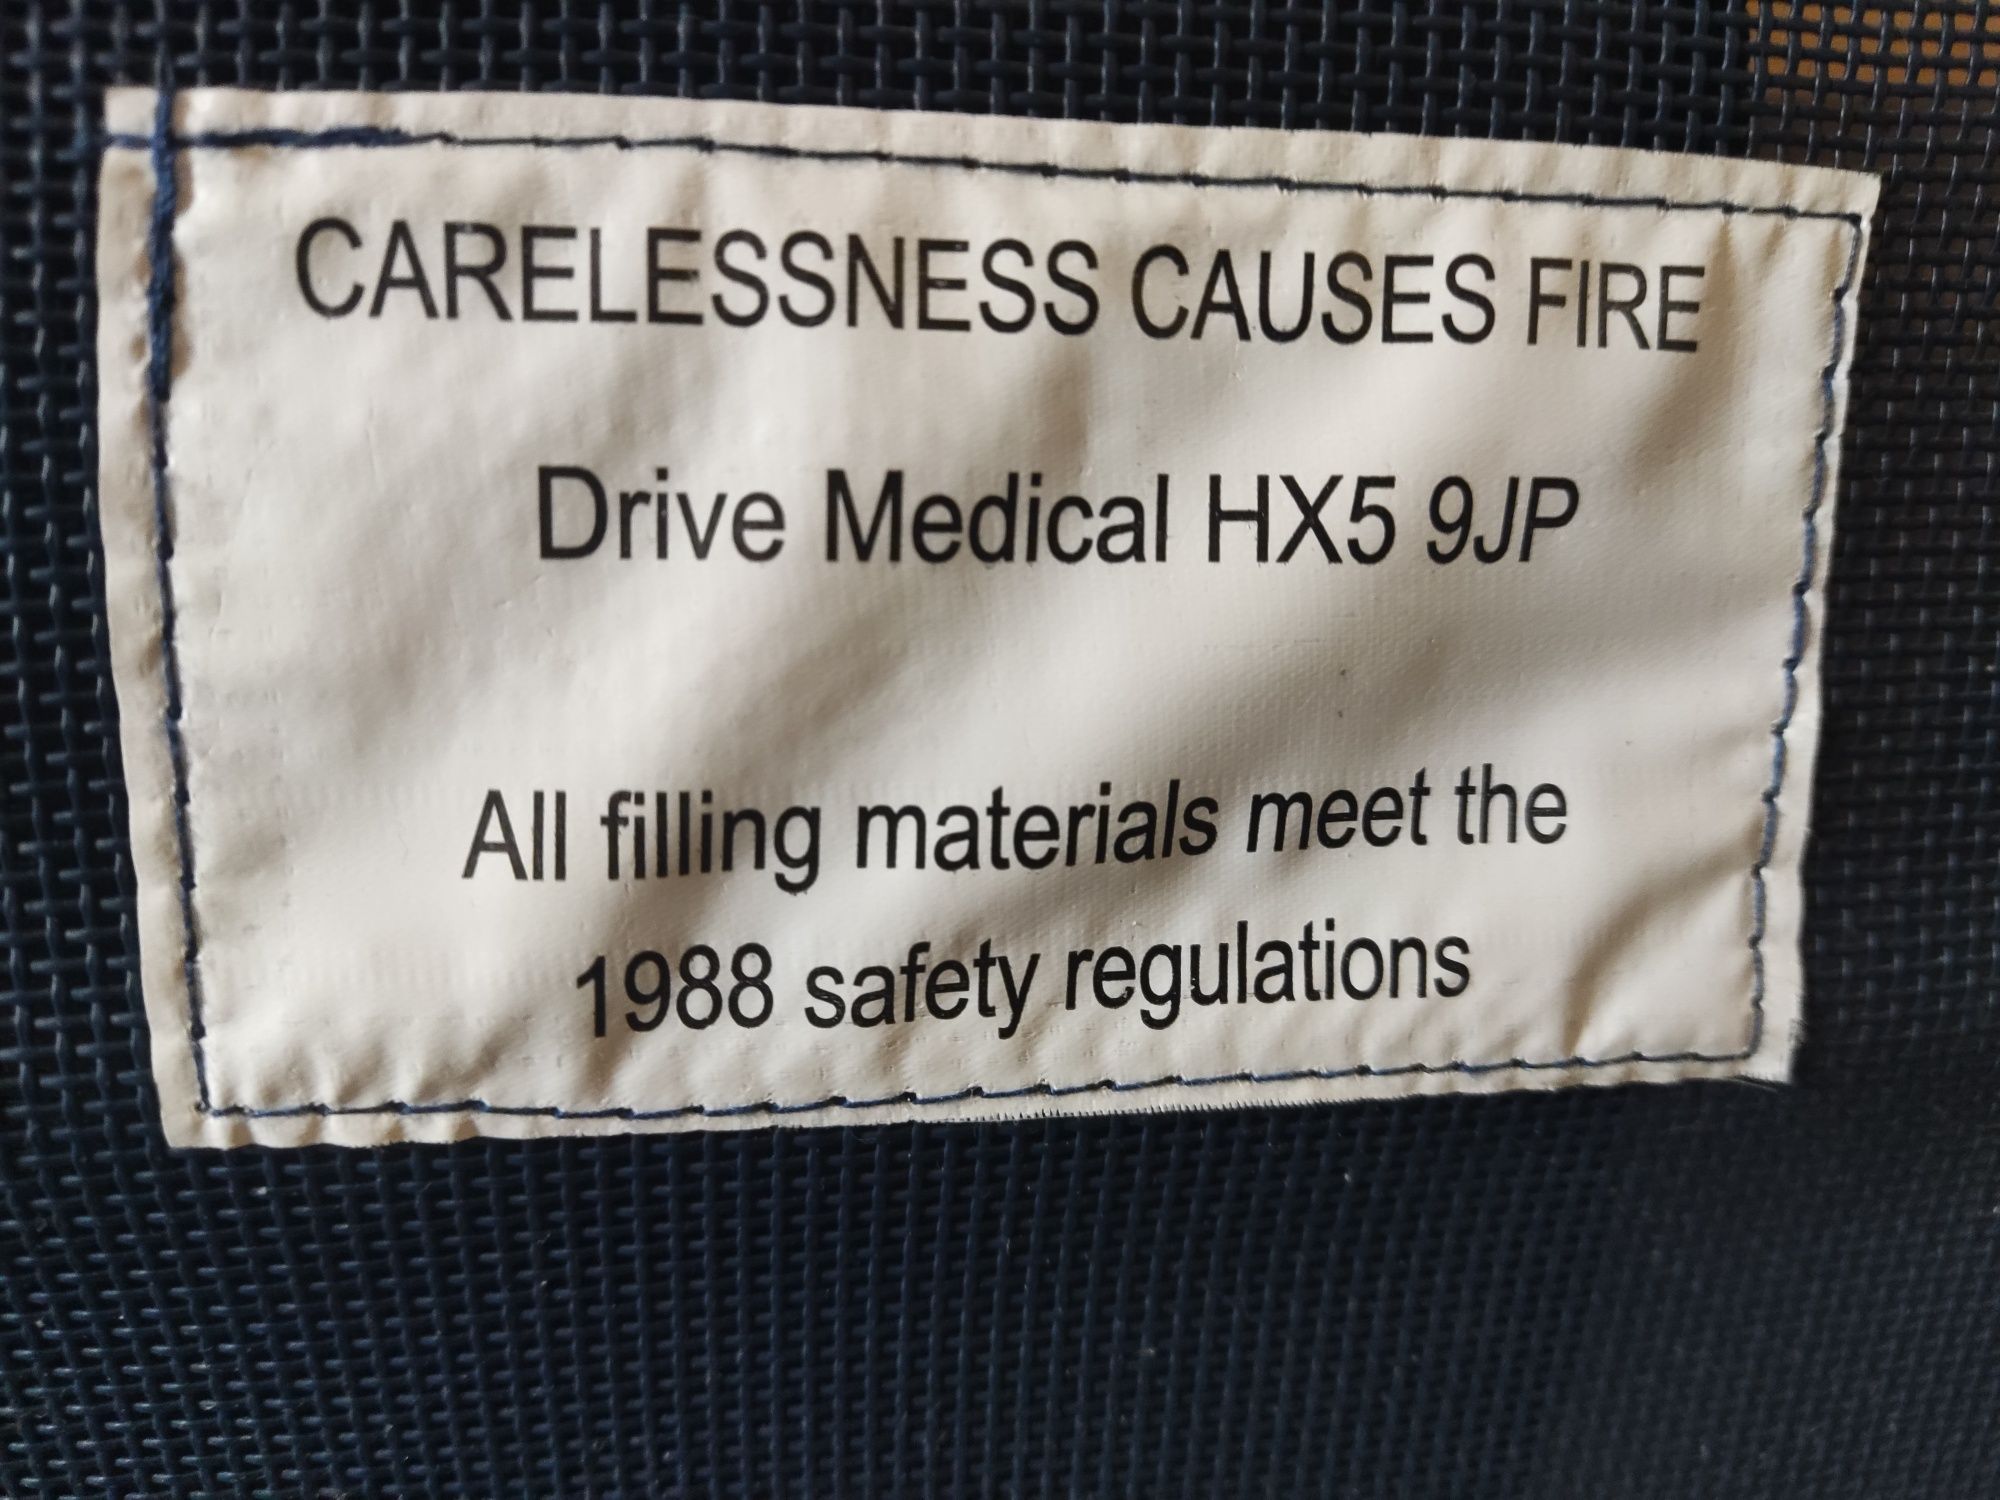 CARELESSNESS CAUSES FIRE
Drive Medical HX5 9JP
All filling materials meet the
1988 safety regulations